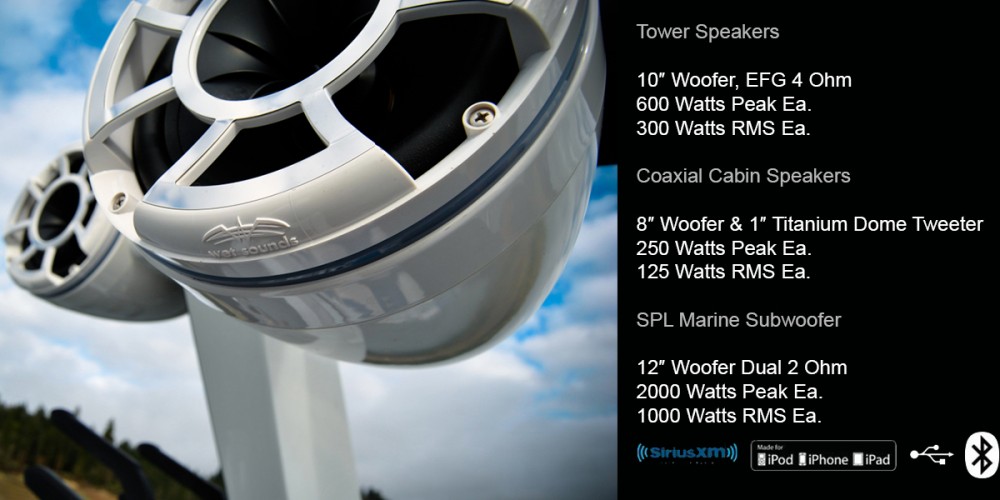 wet sounds
Tower Speakers
10″ Woofer, EFG 4 Ohm
600 Watts Peak Ea.
300 Watts RMS Ea.
Coaxial Cabin Speakers
8″ Woofer & 1″ Titanium Dome Tweeter
250 Watts Peak Ea.
125 Watts RMS Ea.
SPL Marine Subwoofer
12″ Woofer Dual 2 Ohm
2000 Watts Peak Ea.
1000 Watts RMS Ea.
((SiriusXM))
Made for
iPod iPhone iPad